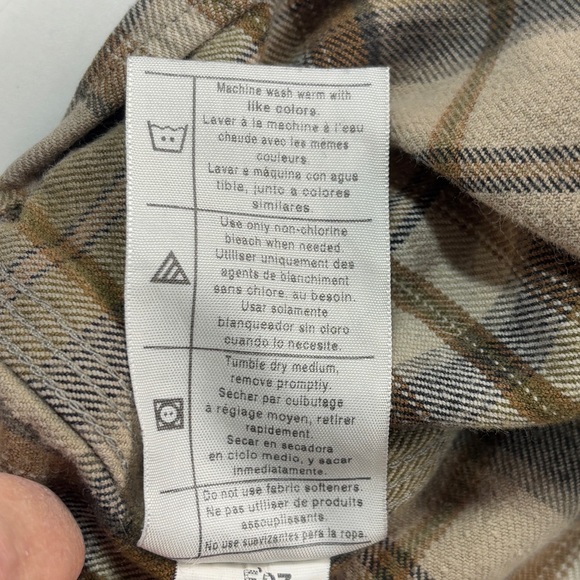 Machine wash warm with
like colors.
Laver à la machine à l'eau
chaude avec les mêmes
couleurs.
Lavar a máquina con agua
tibia, junto a colores
similares.
Use only non-chlorine
bleach when needed.
Utiliser uniquement des
agents de blanchiment
sans chlore, au besoin.
Usar solamente
blanqueador sin cloro
cuando lo necesite.
Tumble dry medium,
remove promptly.
Sécher par culbutage
à réglage moyen, retirer
rapidement.
Secar en secadora
en ciclo medio, y sacar
inmediatamente.
Do not use fabric softeners.
Ne pas utiliser de produits
assouplissants.
No use suavizantes para la ropa.